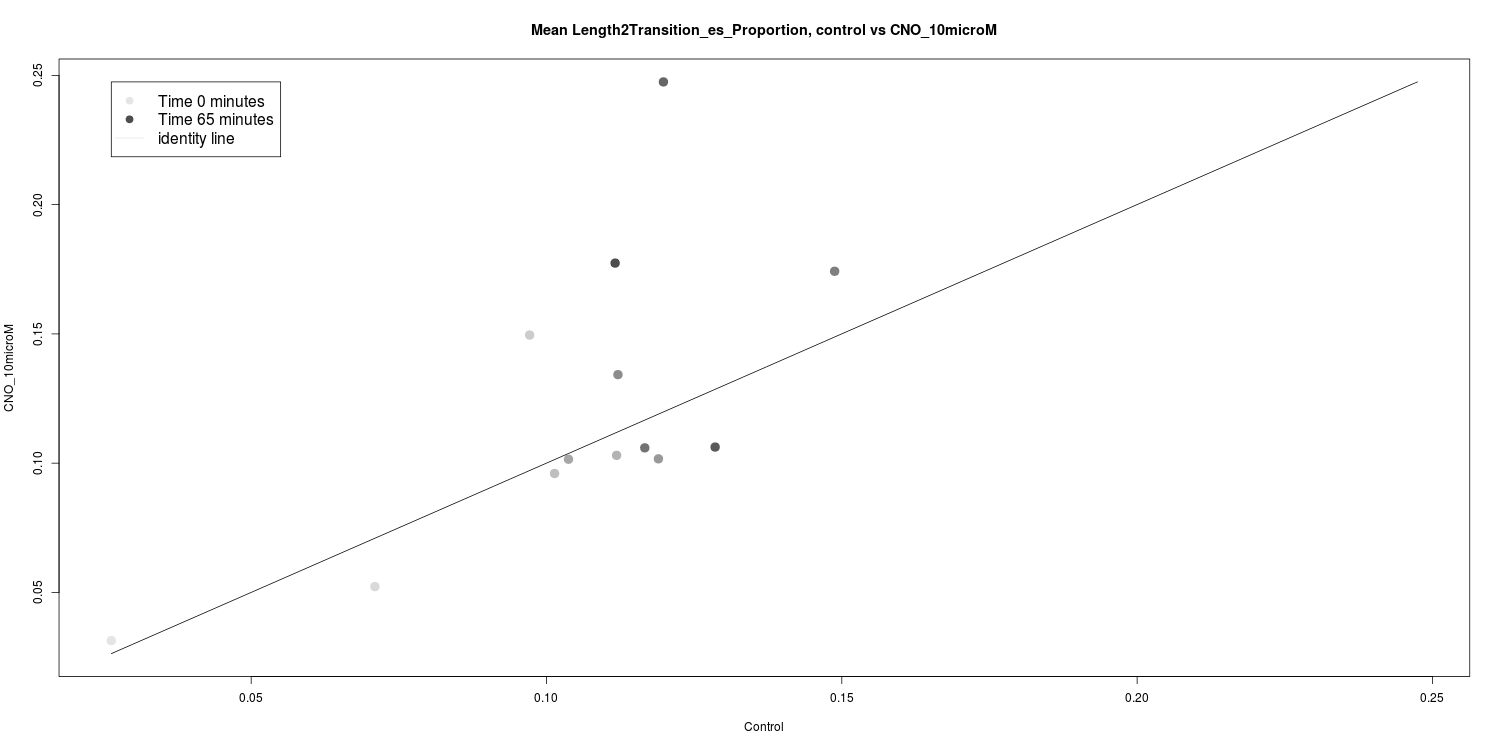 Mean Length2Transition_es_Proportion, control vs CNO_10microM
Time 0 minutes
Time 65 minutes
identity line
CNO_10microM
0.25
0.20
0.15
0.10
0.05
0.05
0.10
0.15
0.20
0.25
Control